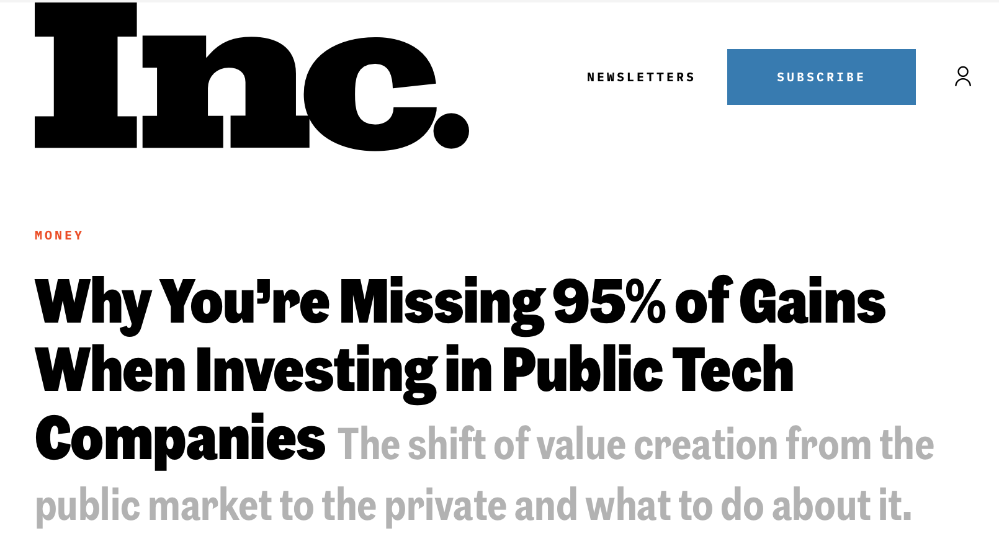 Inc.
NEWSLETTERS
SUBSCRIBE
MONEY
Why You’re Missing 95% of Gains
When Investing in Public Tech
Companies The shift of value creation from the
public market to the private and what to do about it.